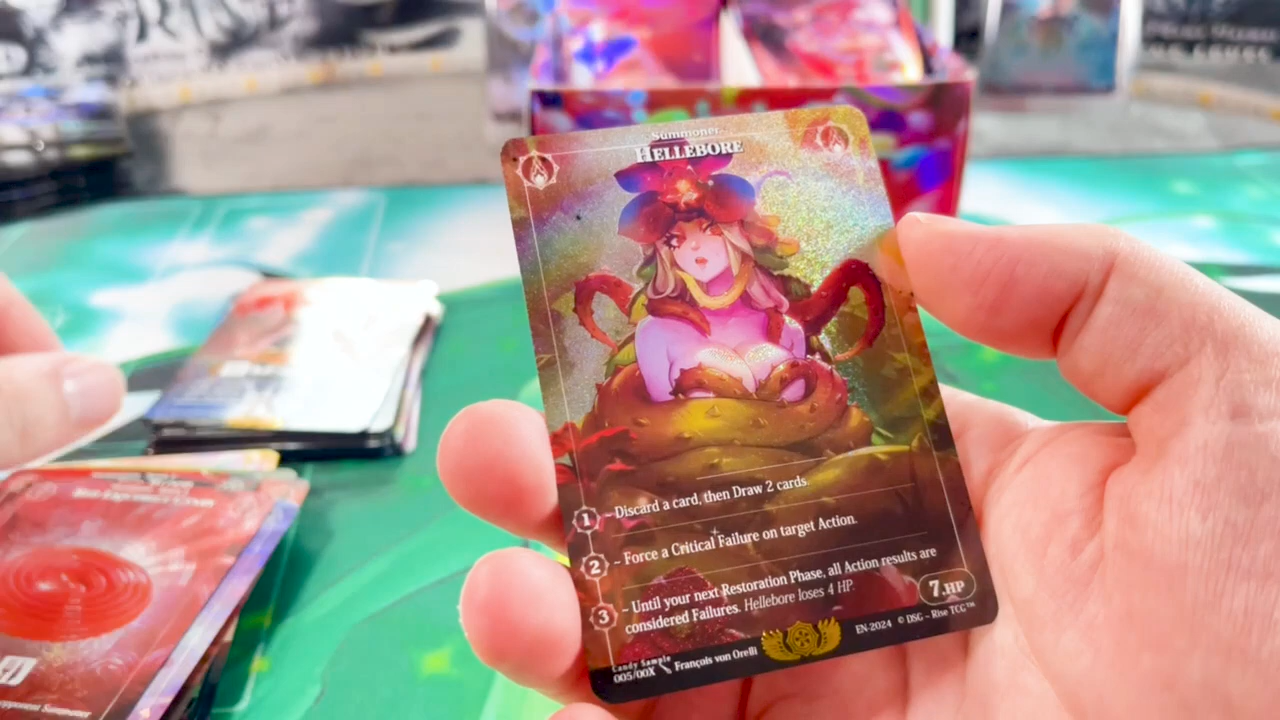 Summoner
HELLEBORE
1 – Discard a card, then Draw 2 cards.
2 – Force a Critical Failure on target Action.
3 – Until your next Restoration Phase, all Action results are
considered Failures. Hellebore loses 4 HP.
7.HP
Candy Sample
005/00X François von Orelli
EN-2024 © DSG – Rise TCG™
opponent Summoner